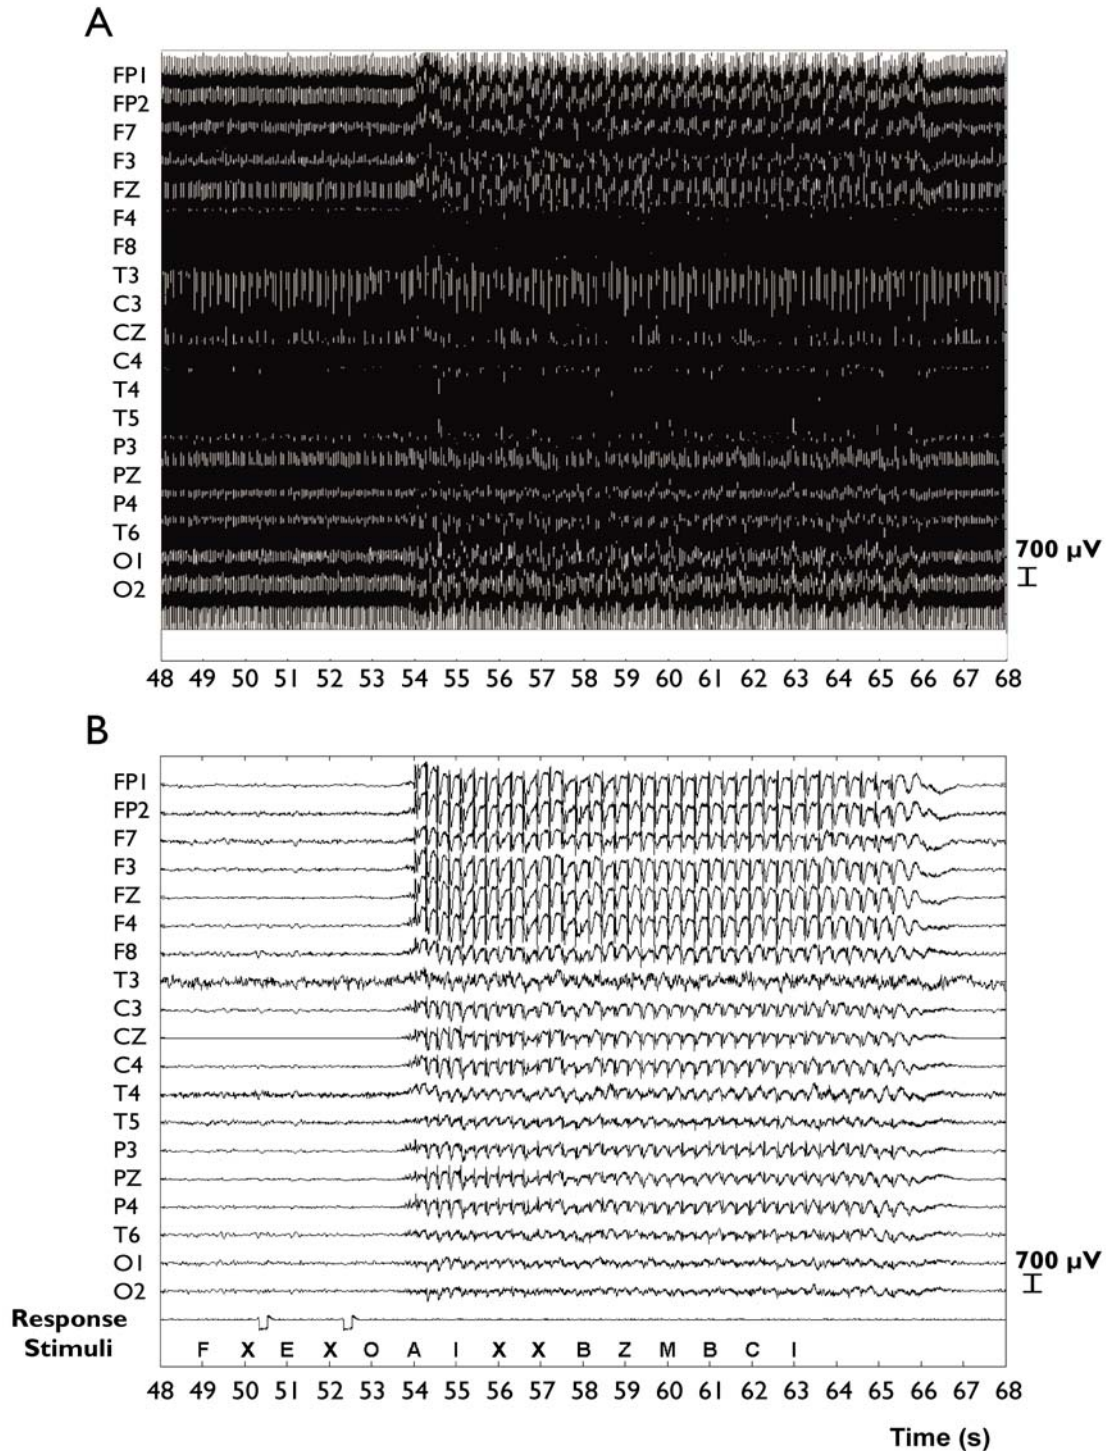 A
FP1
FP2
F7
F3
FZ
F4
F8
T3
C3
CZ
C4
T4
T5
P3
PZ
P4
T6
O1
O2
700 µV
48 49 50 51 52 53 54 55 56 57 58 59 60 61 62 63 64 65 66 67 68
B
FP1
FP2
F7
F3
FZ
F4
F8
T3
C3
CZ
C4
T4
T5
P3
PZ
P4
T6
O1
O2
700 µV
Response
Stimuli F X E X O A I X X B Z M B C I
48 49 50 51 52 53 54 55 56 57 58 59 60 61 62 63 64 65 66 67 68
Time (s)